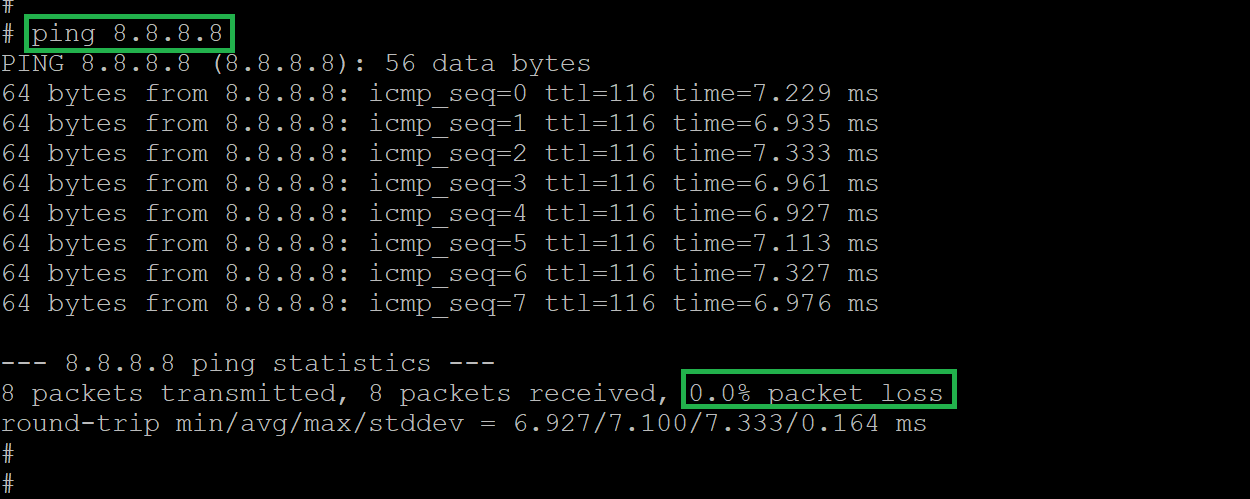 #
# ping 8.8.8.8
PING 8.8.8.8 (8.8.8.8): 56 data bytes
64 bytes from 8.8.8.8: icmp_seq=0 ttl=116 time=7.229 ms
64 bytes from 8.8.8.8: icmp_seq=1 ttl=116 time=6.935 ms
64 bytes from 8.8.8.8: icmp_seq=2 ttl=116 time=7.333 ms
64 bytes from 8.8.8.8: icmp_seq=3 ttl=116 time=6.961 ms
64 bytes from 8.8.8.8: icmp_seq=4 ttl=116 time=6.927 ms
64 bytes from 8.8.8.8: icmp_seq=5 ttl=116 time=7.113 ms
64 bytes from 8.8.8.8: icmp_seq=6 ttl=116 time=7.327 ms
64 bytes from 8.8.8.8: icmp_seq=7 ttl=116 time=6.976 ms
--- 8.8.8.8 ping statistics ---
8 packets transmitted, 8 packets received, 0.0% packet loss
round-trip min/avg/max/stddev = 6.927/7.100/7.333/0.164 ms
#
#